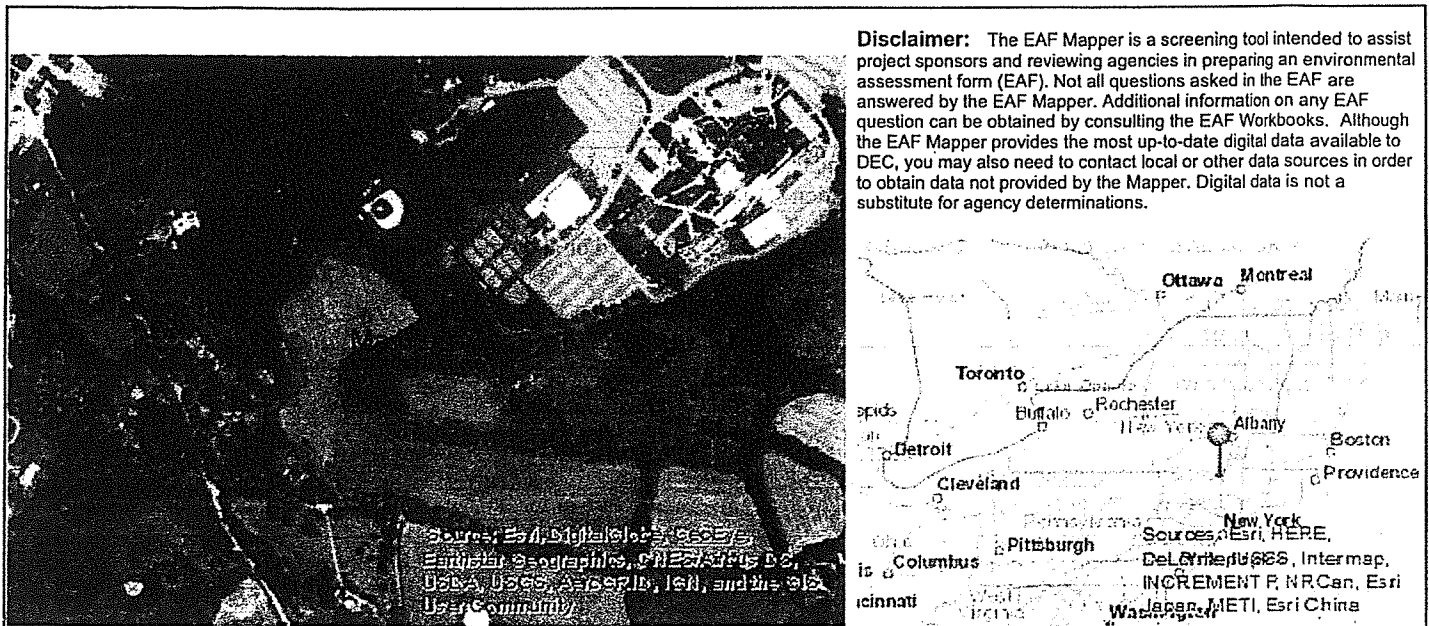 Disclaimer: The EAF Mapper is a screening tool intended to assist
project sponsors and reviewing agencies in preparing an environmental
assessment form (EAF). Not all questions asked in the EAF are
answered by the EAF Mapper. Additional information on any EAF
question can be obtained by consulting the EAF Workbooks. Although
the EAF Mapper provides the most up-to-date digital data available to
DEC, you may also need to contact local or other data sources in order
to obtain data not provided by the Mapper. Digital data is not a
substitute for agency determinations.
Ottawa Montreal
Toronto
Buffalo Rochester
Albany
Boston
Detroit
Providence
Cleveland
New York
Pittsburgh
Columbus
cinnati
Washington
Sources: Esri, HERE,
DeLorme, USGS, Intermap,
INCREMENT P, NRCan, Esri
Japan, METI, Esri China
Source: Esri, DigitalGlobe, GeoEye,
Earthstar Geographics, CNES/Airbus DS,
USDA, USGS, AeroGRID, IGN, and the GIS
User Community